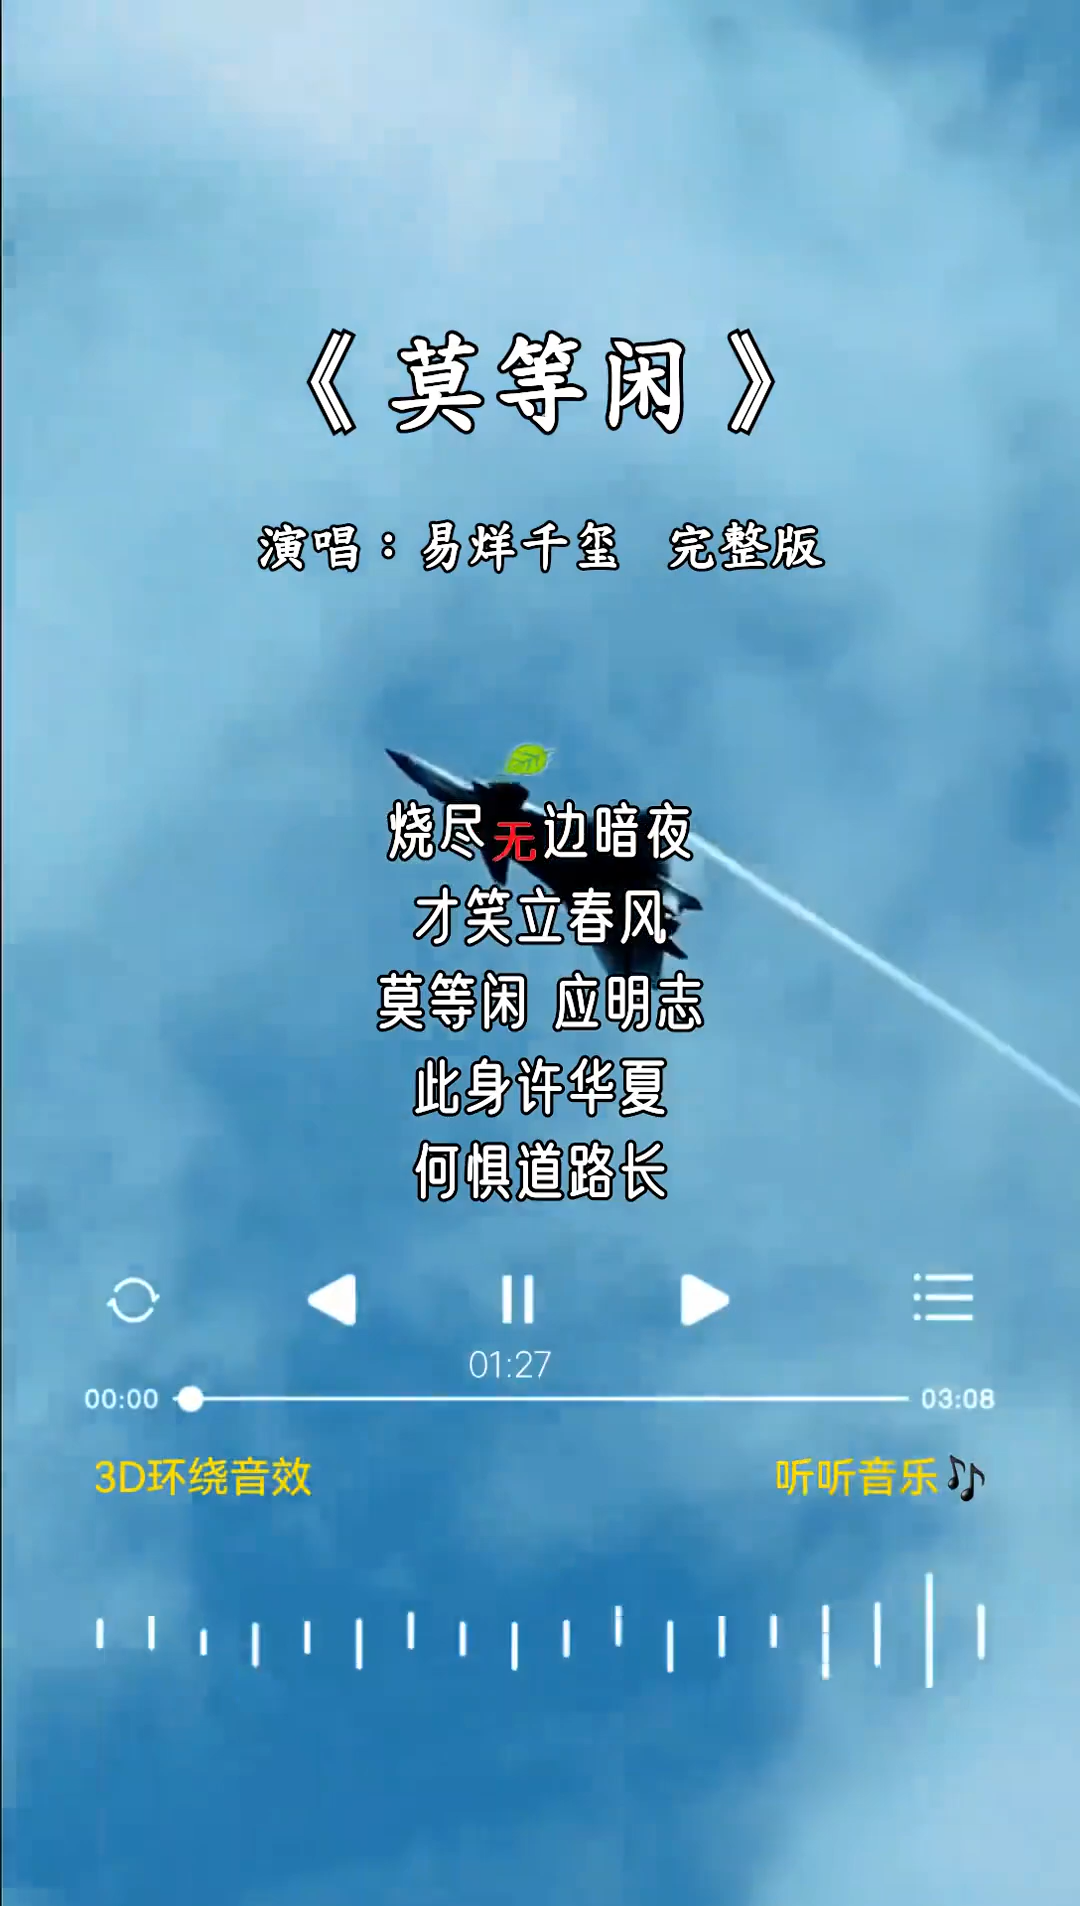 《莫等闲》
演唱：易烊千玺 完整版
烧尽无边暗夜
才笑立春风
莫等闲 应明志
此身许华夏
何惧道路长
01:27
00:00 03:08
3D环绕音效 听听音乐